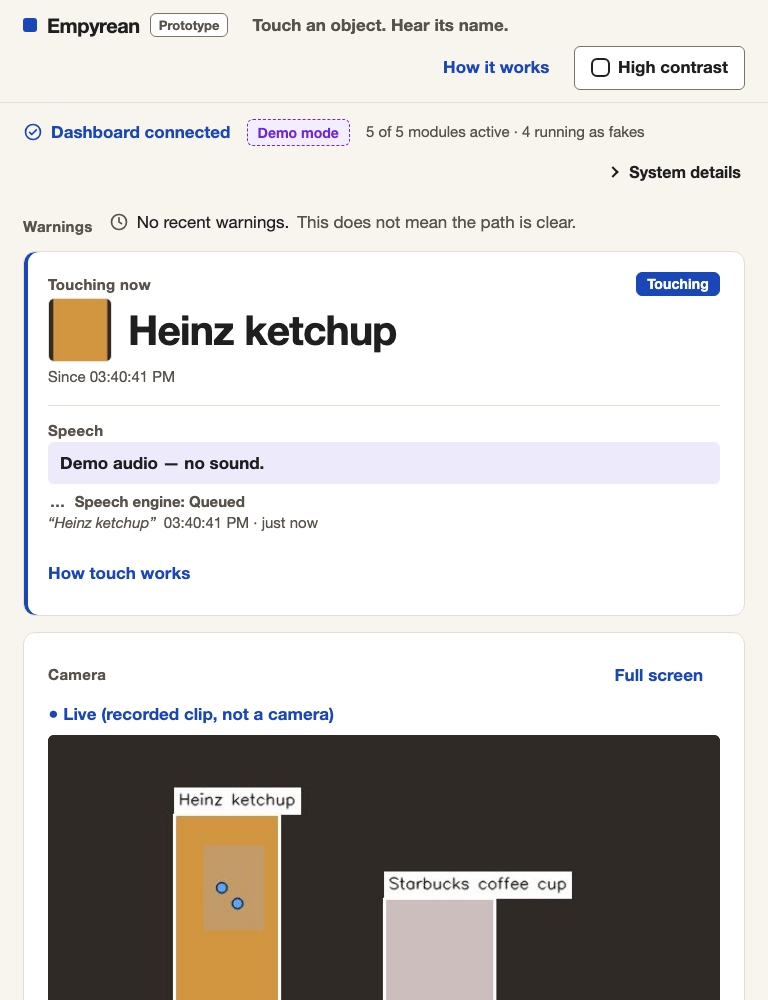 Empyrean
Prototype
Touch an object. Hear its name.
How it works
High contrast
Dashboard connected
Demo mode
5 of 5 modules active · 4 running as fakes
System details
Warnings
No recent warnings. This does not mean the path is clear.
Touching now
Touching
Heinz ketchup
Since 03:40:41 PM
Speech
Demo audio — no sound.
... Speech engine: Queued
“Heinz ketchup” 03:40:41 PM · just now
How touch works
Camera
Full screen
Live (recorded clip, not a camera)
Heinz ketchup
Starbucks coffee cup